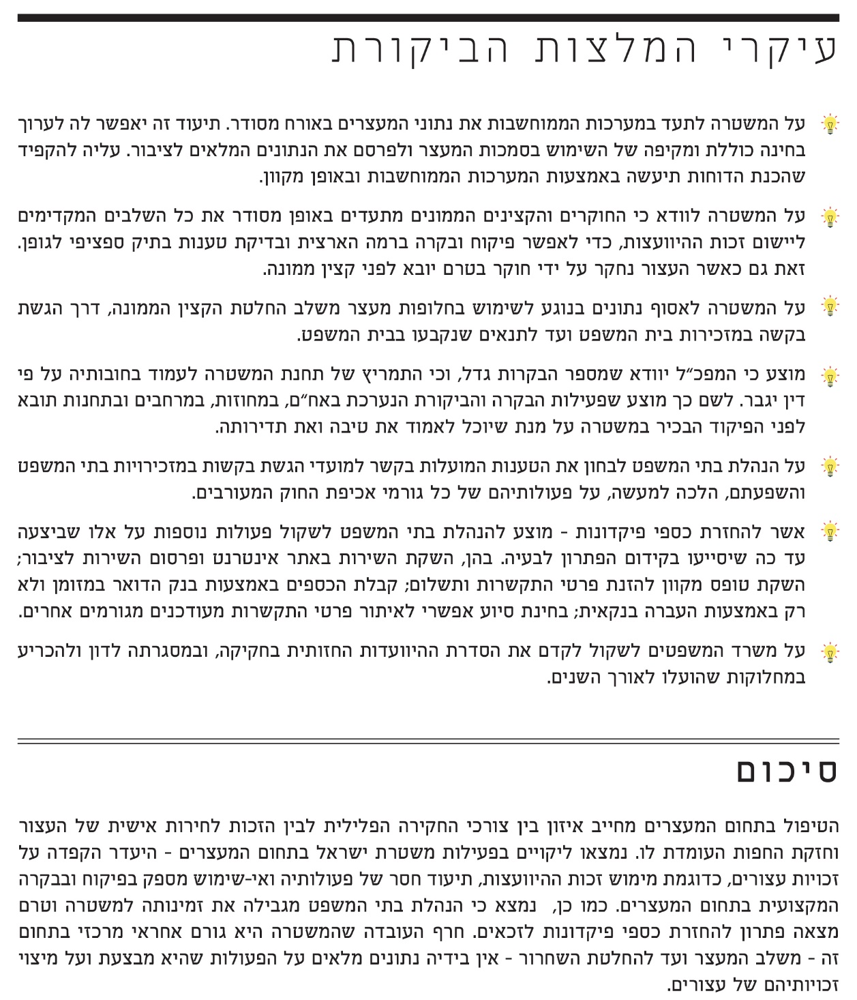 עיקרי המלצות הביקורת
על המשטרה לתעד במערכות הממוחשבות את נתוני המעצרים באורח מסודר. תיעוד זה יאפשר לה לערוך
בחינה כוללת ומקיפה של השימוש בסמכות המעצר ולפרסם את הנתונים המלאים לציבור. עליה להקפיד
שהכנת הדוחות תיעשה באמצעות המערכות הממוחשבות ובאופן מקוון.
על המשטרה לוודא כי החוקרים והקצינים הממונים מתעדים באופן מסודר את כל השלבים המקדימים
ליישום זכות ההיוועצות, כדי לאפשר פיקוח ובקרה ברמה הארצית ובדיקת טענות בתיק ספציפי לגופן.
זאת גם כאשר העצור נחקר על ידי חוקר בטרם יובא לפני קצין ממונה.
על המשטרה לאסוף נתונים בנוגע לשימוש בחלופות מעצר משלב החלטת הקצין הממונה, דרך הגשת
בקשה במזכירות בית המשפט ועד לתנאים שנקבעו בבית המשפט.
מוצע כי המפכ"ל יוודא שמספר הבקרות גדל, וכי התמריץ של תחנת המשטרה לעמוד בחובותיה על פי
דין יגבר. לשם כך מוצע שפעילות הבקרה והביקורת הנערכת באח"ם, במחוזות, במרחבים ובתחנות תובא
לפני הפיקוד הבכיר במשטרה על מנת שיוכל לאמוד את טיבה ואת תדירותה.
על הנהלת בתי המשפט לבחון את הטענות המועלות בקשר למועדי הגשת בקשות במזכירויות בתי המשפט
והשפעתם, הלכה למעשה, על פעולותיהם של כל גורמי אכיפת החוק המעורבים.
אשר להחזרת כספי פיקדונות - מוצע להנהלת בתי המשפט לשקול פעולות נוספות על אלו שביצעה
עד כה שיסייעו בקידום הפתרון לבעיה. בהן, השקת השירות באתר אינטרנט ופרסום השירות לציבור;
השקת טופס מקוון להזנת פרטי התקשרות ותשלום; קבלת הכספים באמצעות בנק הדואר במזומן ולא
רק באמצעות העברה בנקאית; בחינת סיוע אפשרי לאיתור פרטי התקשרות מעודכנים מגורמים אחרים.
על משרד המשפטים לשקול לקדם את הסדרת ההיוועדות החזותית בחקיקה, ובמסגרתה לדון ולהכריע
במחלוקות שהועלו לאורך השנים.
סיכום
הטיפול בתחום המעצרים מחייב איזון בין צורכי החקירה הפלילית לבין הזכות לחירות אישית של העצור
וחזקת החפות העומדת לו. נמצאו ליקויים בפעילות משטרת ישראל בתחום המעצרים - היעדר הקפדה על
זכויות עצורים, כדוגמת מימוש זכות ההיוועצות, תיעוד חסר של פעולותיה ואי-שימוש מספק בפיקוח ובבקרה
המקצועית בתחום המעצרים. כמו כן, נמצא כי הנהלת בתי המשפט מגבילה את זמינותה למשטרה וטרם
מצאה פתרון להחזרת כספי פיקדונות לזכאים. חרף העובדה שהמשטרה היא גורם אחראי מרכזי בתחום
זה - משלב המעצר ועד להחלטת השחרור - אין בידיה נתונים מלאים על הפעולות שהיא מבצעת ועל מיצוי
זכויותיהם של עצורים.